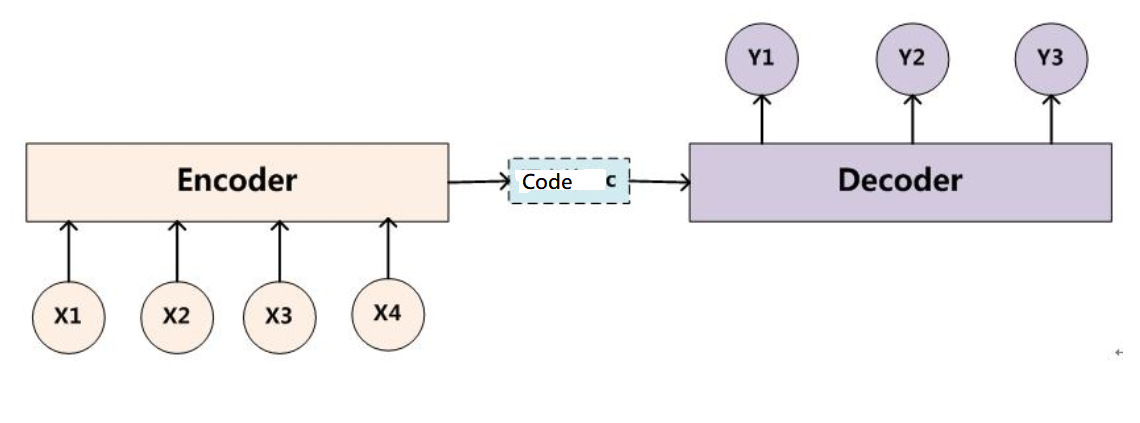 Y1 Y2 Y3
Encoder Code c Decoder
X1 X2 X3 X4